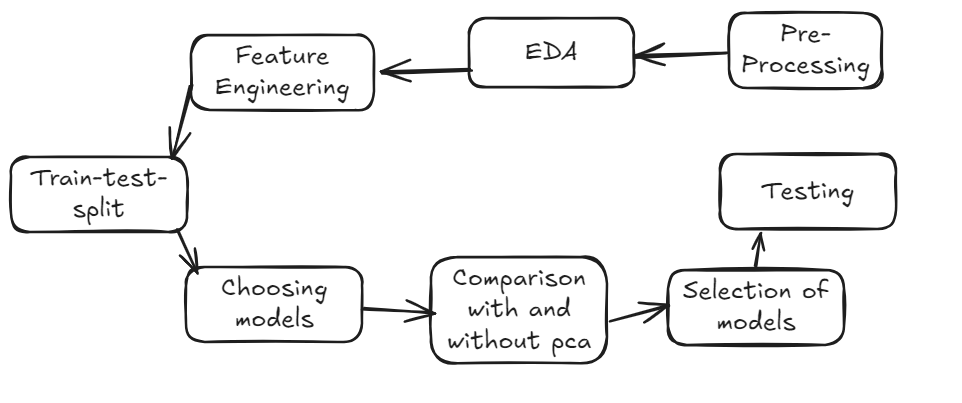 Pre-
Processing
EDA
Feature
Engineering
Train-test-
split
Choosing
models
Comparison
with and
without pca
Selection of
models
Testing